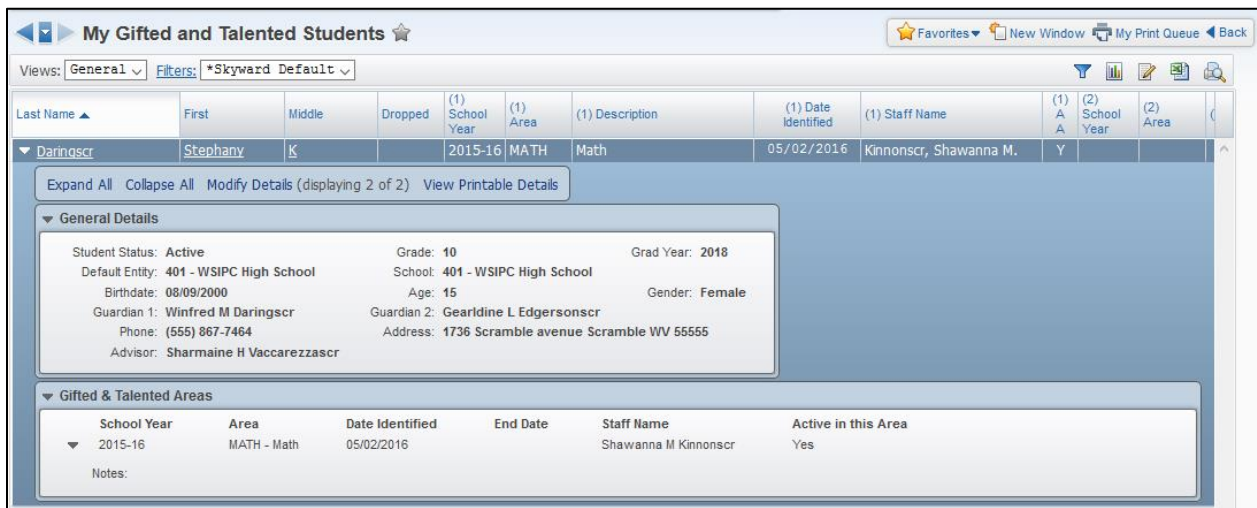 My Gifted and Talented Students
Favorites New Window My Print Queue Back
Views: General Filters: *Skyward Default
Last Name First Middle Dropped (1) School Year (1) Area (1) Description (1) Date Identified (1) Staff Name (1) A A (2) School Year (2) Area (
Daringscr Stephany K 2015-16 MATH Math 05/02/2016 Kinnonscr, Shawanna M. Y
Expand All Collapse All Modify Details (displaying 2 of 2) View Printable Details
General Details
Student Status: Active Grade: 10 Grad Year: 2018
Default Entity: 401 - WSIPC High School School: 401 - WSIPC High School
Birthdate: 08/09/2000 Age: 15 Gender: Female
Guardian 1: Winfred M Daringscr Guardian 2: Gearldine L Edgersonscr
Phone: (555) 867-7464 Address: 1736 Scramble avenue Scramble WV 55555
Advisor: Sharmaine H Vaccarezzascr
Gifted & Talented Areas
School Year Area Date Identified End Date Staff Name Active in this Area
2015-16 MATH - Math 05/02/2016 Shawanna M Kinnonscr Yes
Notes: